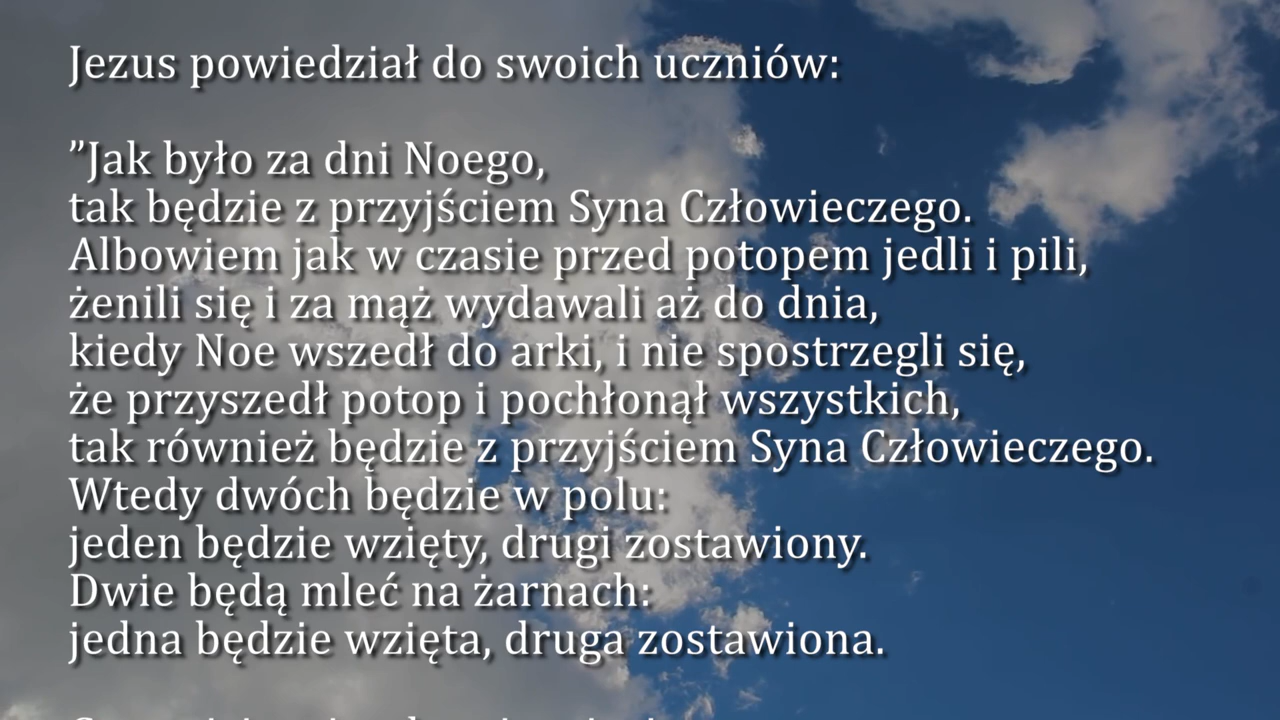 Jezus powiedział do swoich uczniów:
”Jak było za dni Noego,
tak będzie z przyjściem Syna Człowieczego.
Albowiem jak w czasie przed potopem jedli i pili,
żenili się i za mąż wydawali aż do dnia,
kiedy Noe wszedł do arki, i nie spostrzegli się,
że przyszedł potop i pochłonął wszystkich,
tak również będzie z przyjściem Syna Człowieczego.
Wtedy dwóch będzie w polu:
jeden będzie wzięty, drugi zostawiony.
Dwie będą mleć na żarnach:
jedna będzie wzięta, druga zostawiona.